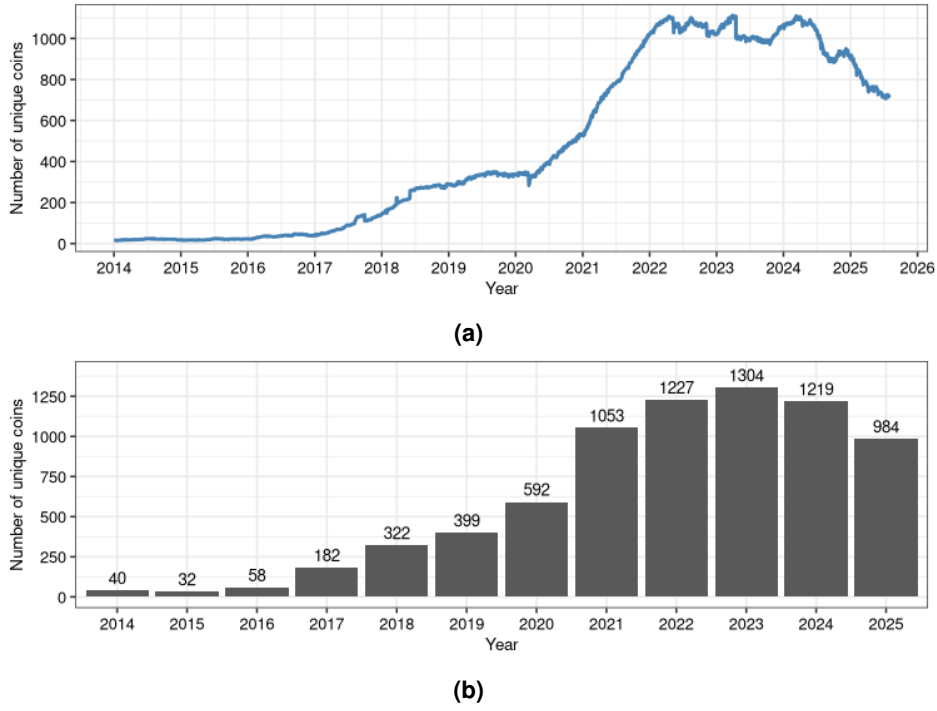 Number of unique coins
1000
800
600
400
200
0
2014 2015 2016 2017 2018 2019 2020 2021 2022 2023 2024 2025 2026
Year
(a)
Number of unique coins
1250
1000
750
500
250
0
40 32 58 182 322 399 592 1053 1227 1304 1219 984
2014 2015 2016 2017 2018 2019 2020 2021 2022 2023 2024 2025
Year
(b)